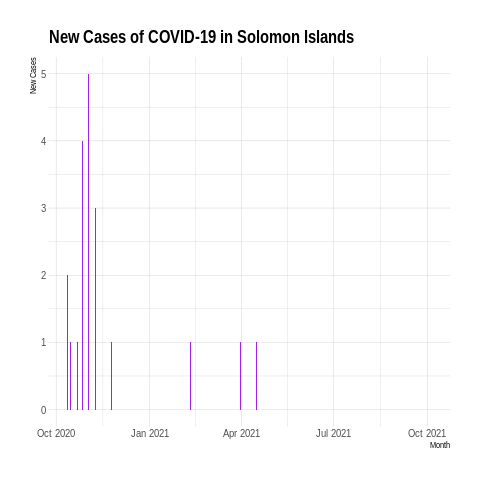 New Cases of COVID-19 in Solomon Islands
New Cases
5
4
3
2
1
0
Oct 2020 Jan 2021 Apr 2021 Jul 2021 Oct 2021
Month